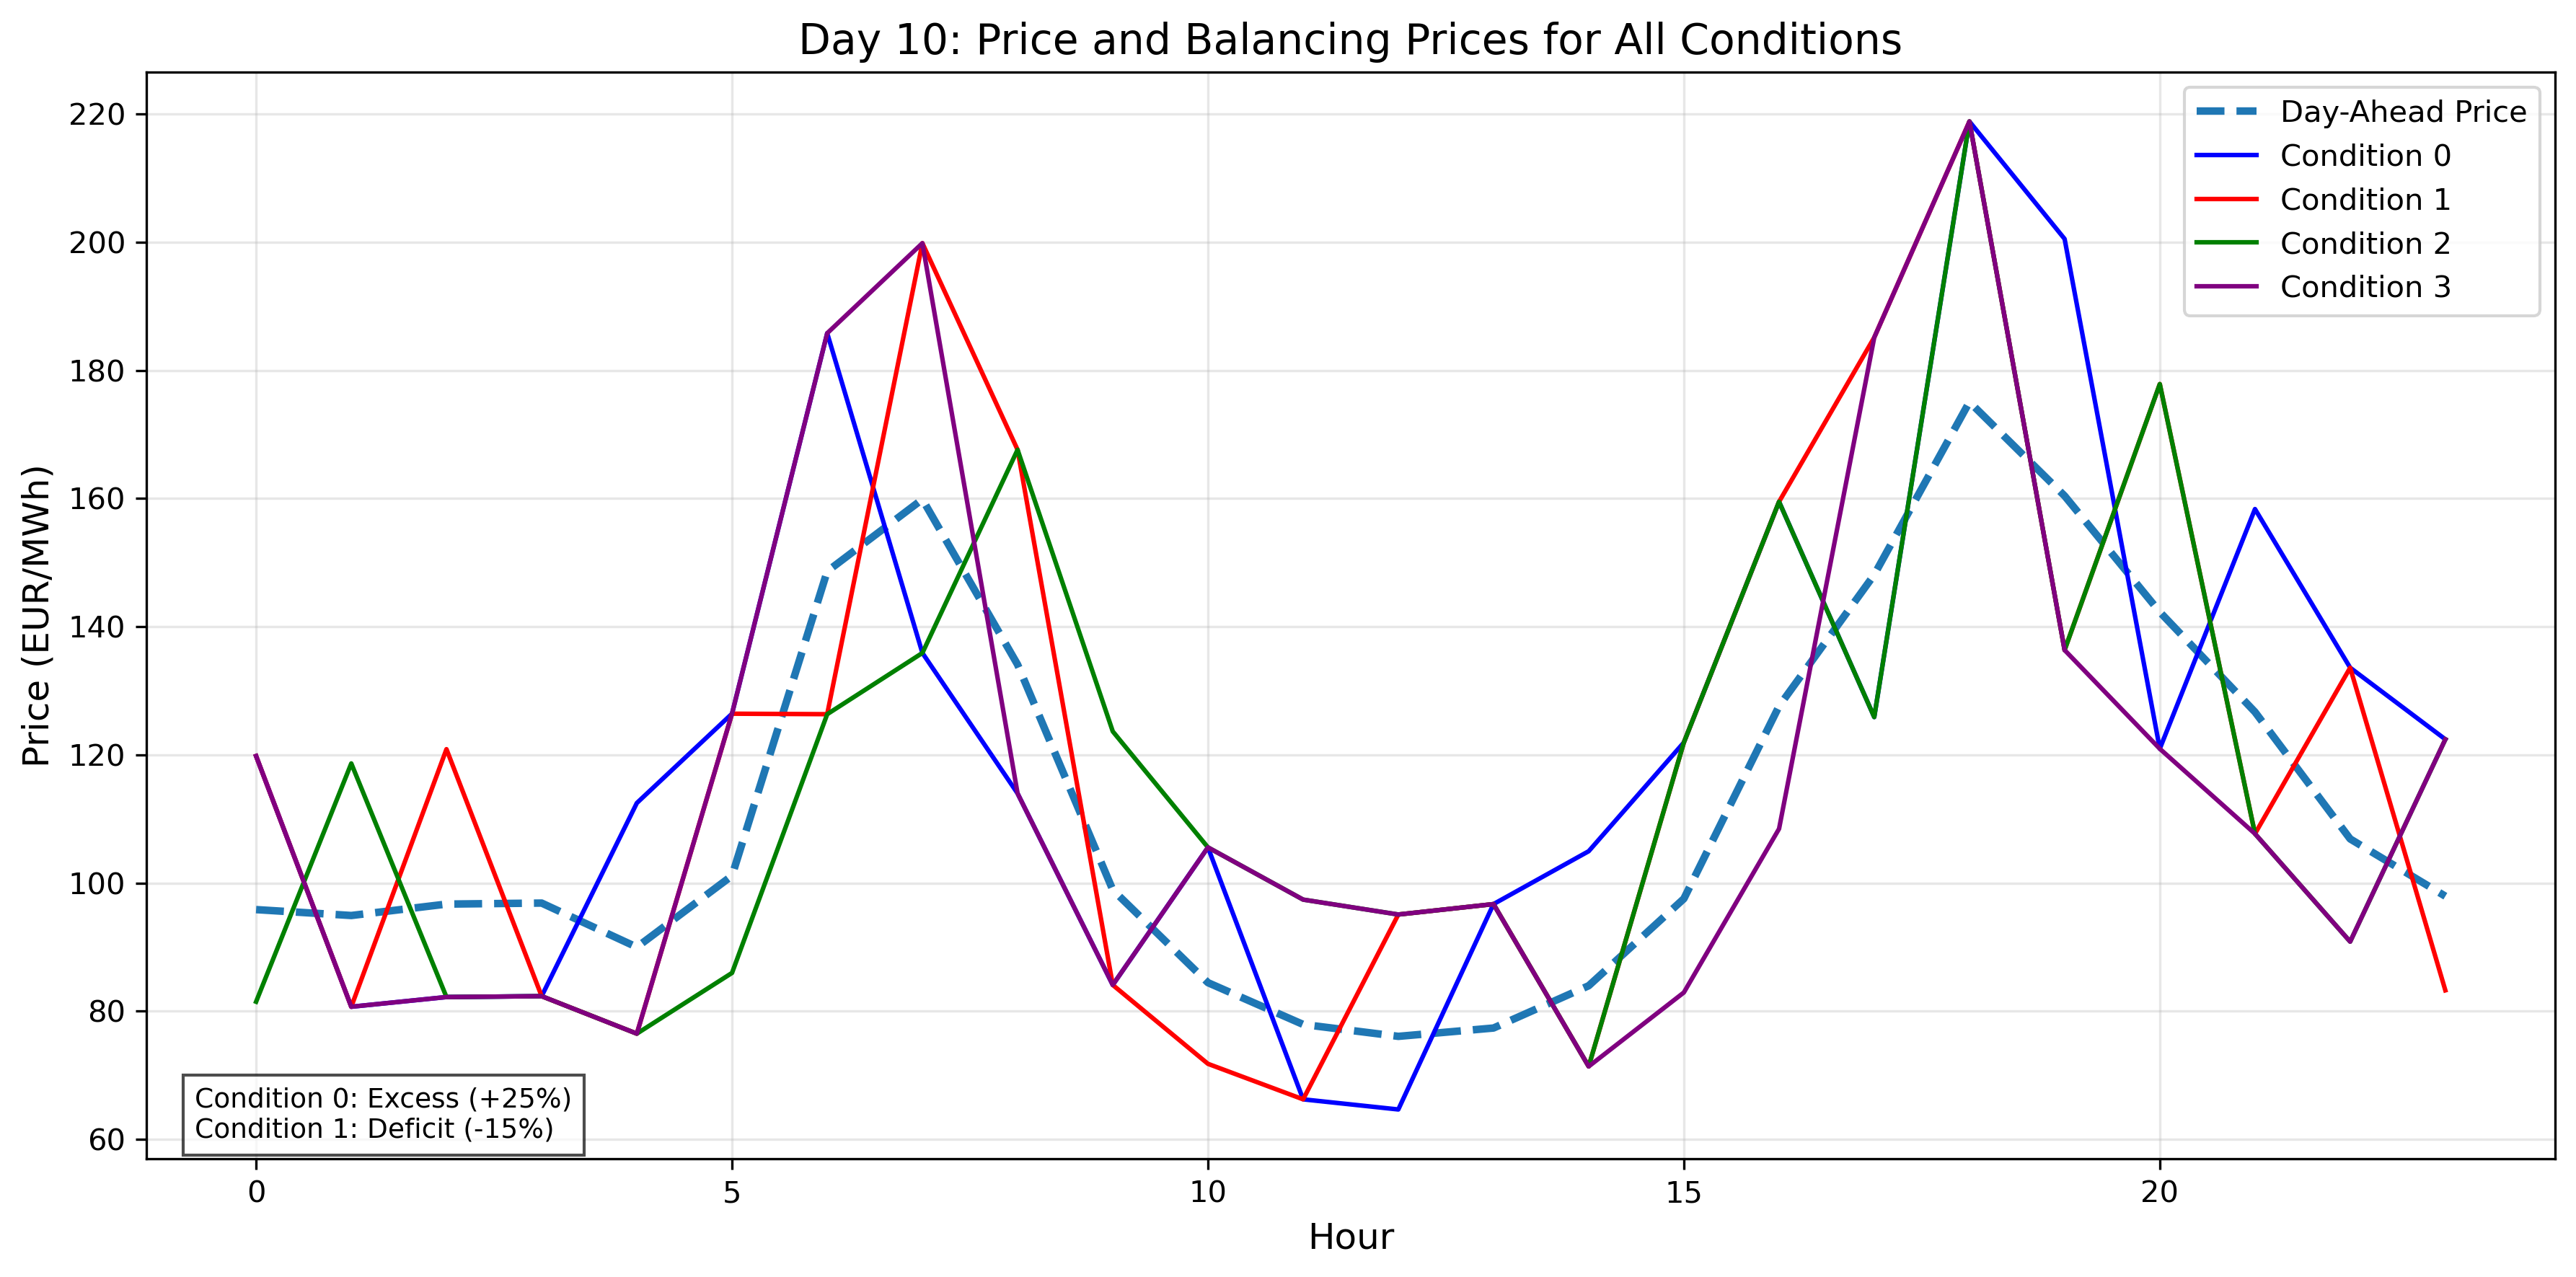 Day 10: Price and Balancing Prices for All Conditions
Price (EUR/MWh)
220
200
180
160
140
120
100
80
60
Day-Ahead Price
Condition 0
Condition 1
Condition 2
Condition 3
Condition 0: Excess (+25%)
Condition 1: Deficit (-15%)
0 5 10 15 20
Hour